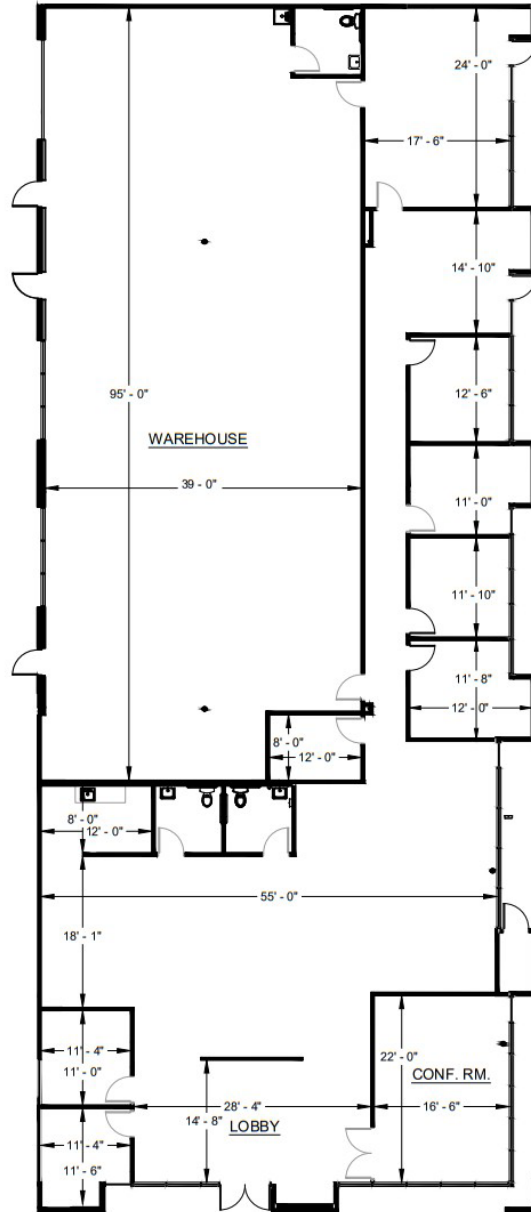 24' - 0"
17' - 6"
14' - 10"
95' - 0"
12' - 6"
WAREHOUSE
39' - 0"
11' - 0"
11' - 10"
11' - 8"
12' - 0"
8' - 0"
12' - 0"
8' - 0"
12' - 0"
55' - 0"
18' - 1"
11' - 4"
11' - 0"
22' - 0"
CONF. RM.
28' - 4"
16' - 6"
14' - 8"
LOBBY
11' - 4"
11' - 6"